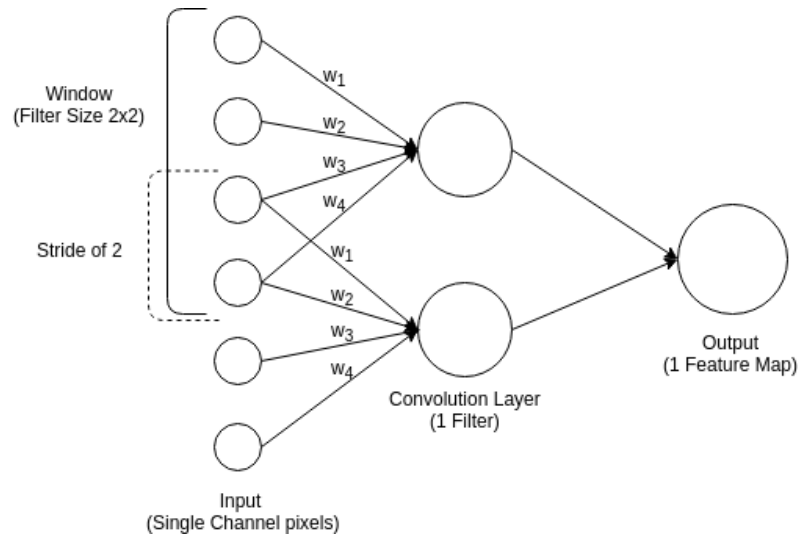 Window
(Filter Size 2x2)
Stride of 2
w1
w2
w3
w4
w1
w2
w3
w4
Convolution Layer
(1 Filter)
Output
(1 Feature Map)
Input
(Single Channel pixels)